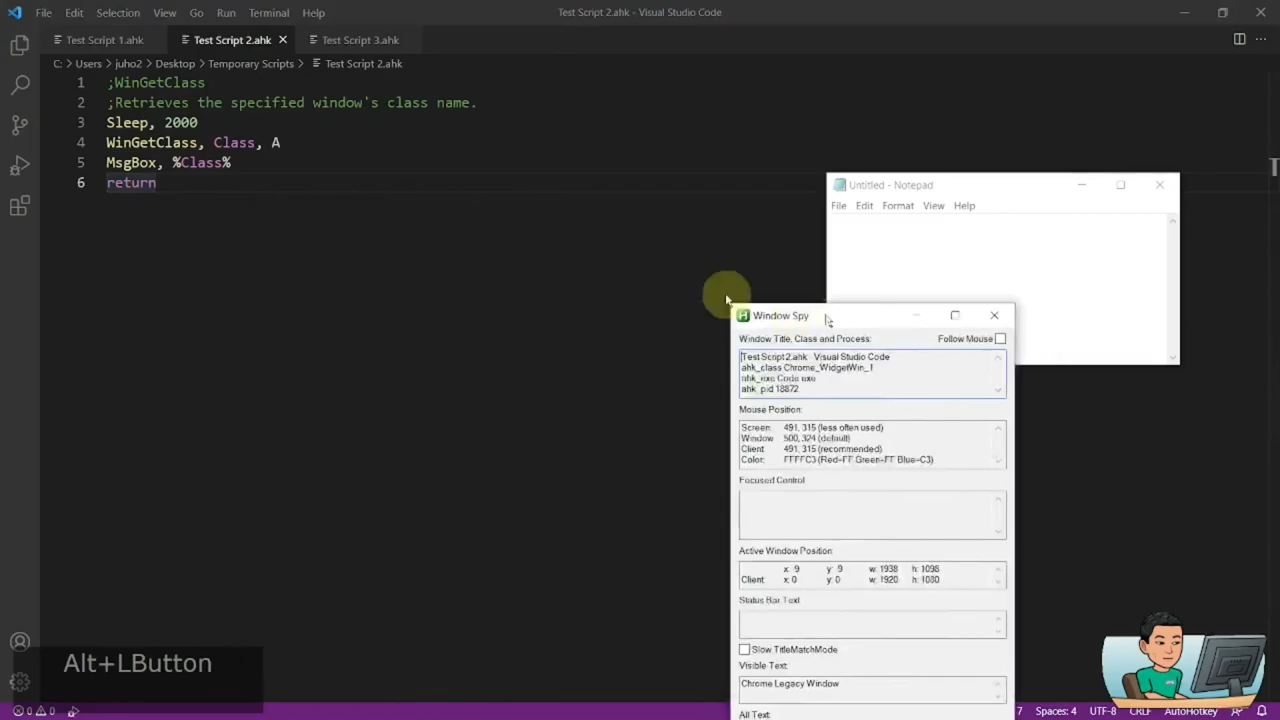 File Edit Selection View Go Run Terminal Help
Test Script 2.ahk - Visual Studio Code
Test Script 1.ahk
Test Script 2.ahk
Test Script 3.ahk
C: > Users > juho2 > Desktop > Temporary Scripts > Test Script 2.ahk
1 ;WinGetClass
2 ;Retrieves the specified window's class name.
3 Sleep, 2000
4 WinGetClass, Class, A
5 MsgBox, %Class%
6 return
Untitled - Notepad
File Edit Format View Help
Window Spy
Window Title, Class and Process: Follow Mouse
Test Script 2.ahk Visual Studio Code
ahk_class Chrome_WidgetWin_1
ahk_exe Code.exe
ahk_pid 18872
Mouse Position:
Screen: 491, 315 (less often used)
Window 500, 324 (default)
Client 491, 315 (recommended)
Color: FFFFC3 (Red=FF Green=FF Blue=C3)
Focused Control
Active Window Position:
x: 9 y: 9 w: 1938 h: 1098
Client: x: 0 y: 0 w: 1920 h: 1080
Status Bar Text
Slow TitleMatchMode
Visible Text:
Chrome Legacy Window
All Text:
Alt+LButton
0 0
7 Spaces: 4 UTF-8 CRLF AutoHotkey